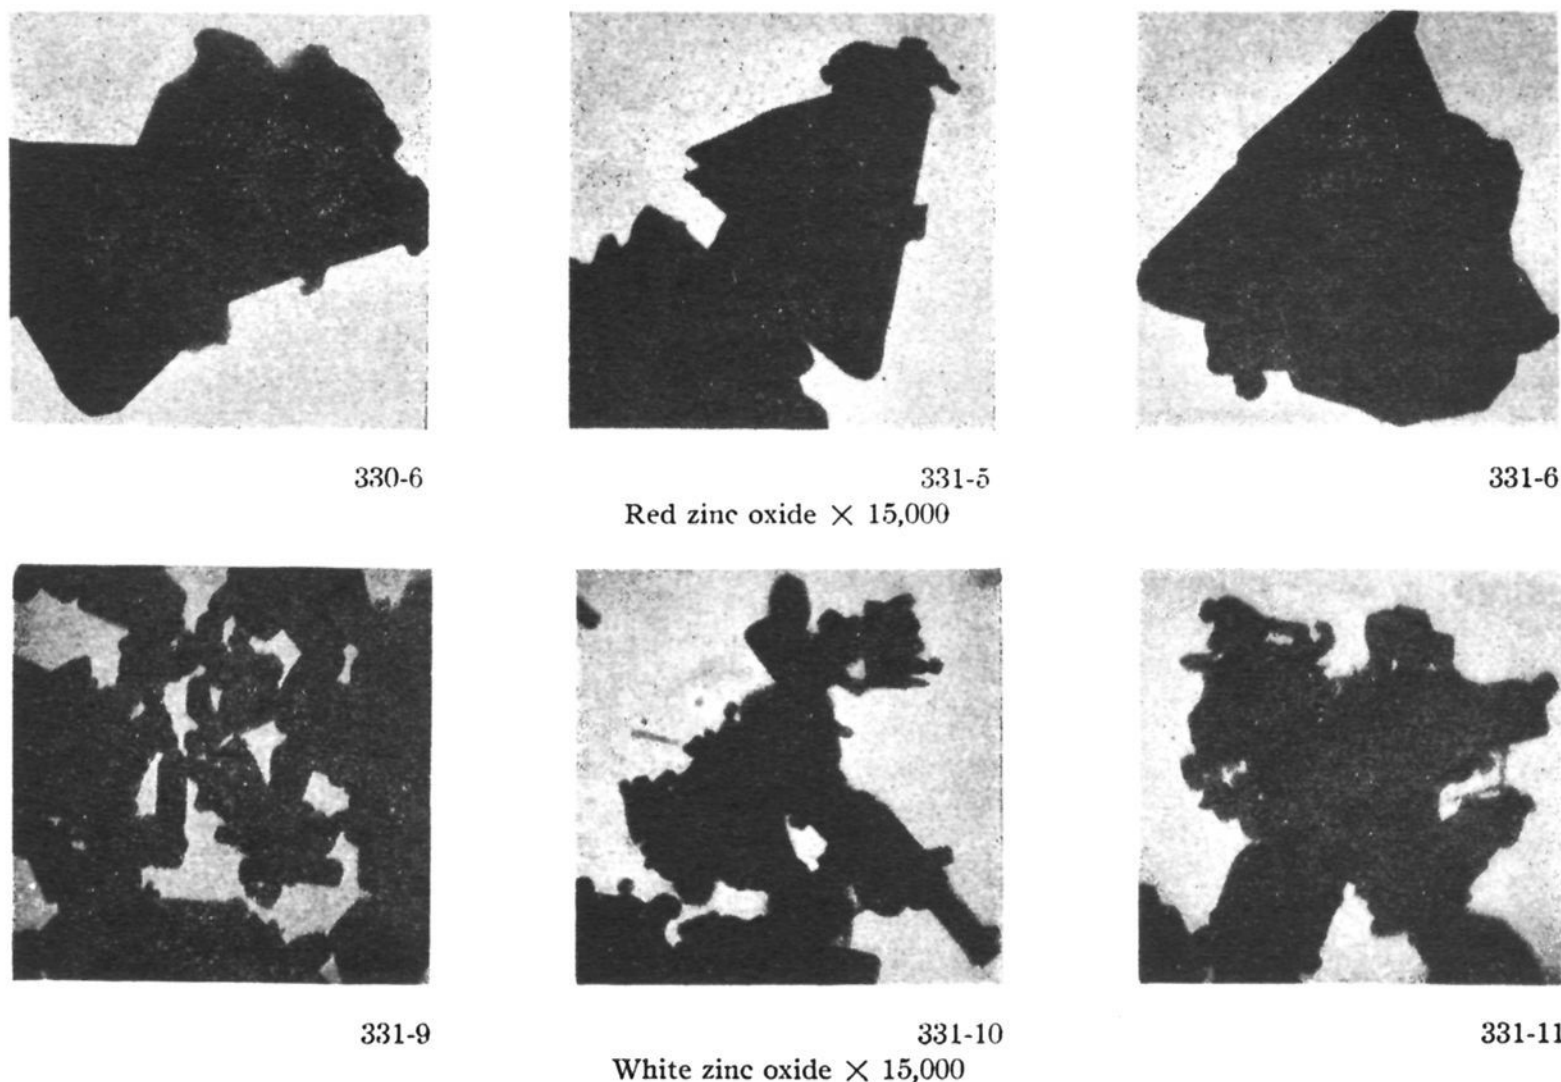 330-6 331-5 331-6
Red zinc oxide × 15,000
331-9 331-10 331-11
White zinc oxide × 15,000